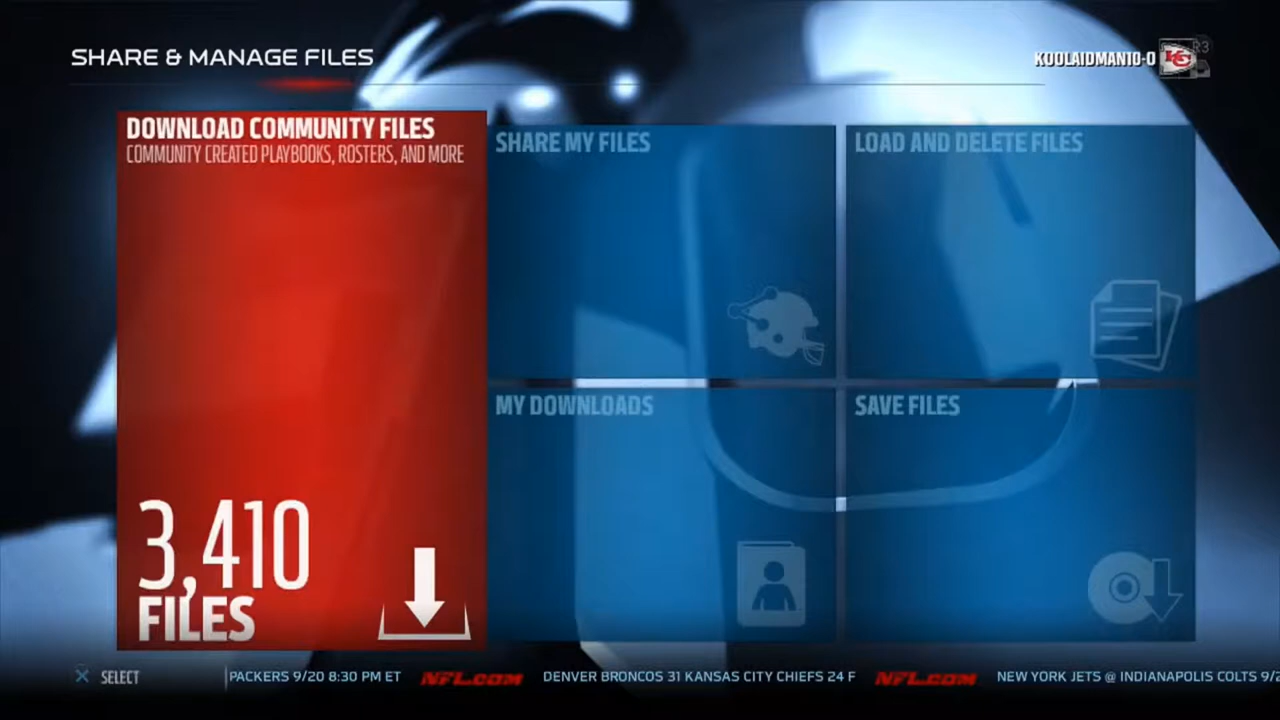 SHARE & MANAGE FILES
KOOLAIDMAN10-0
R3
DOWNLOAD COMMUNITY FILES
COMMUNITY CREATED PLAYBOOKS, ROSTERS, AND MORE
SHARE MY FILES
LOAD AND DELETE FILES
MY DOWNLOADS
SAVE FILES
3,410
FILES
SELECT
PACKERS 9/20 8:30 PM ET NFL.COM DENVER BRONCOS 31 KANSAS CITY CHIEFS 24 F NFL.COM NEW YORK JETS @ INDIANAPOLIS COLTS 9/2